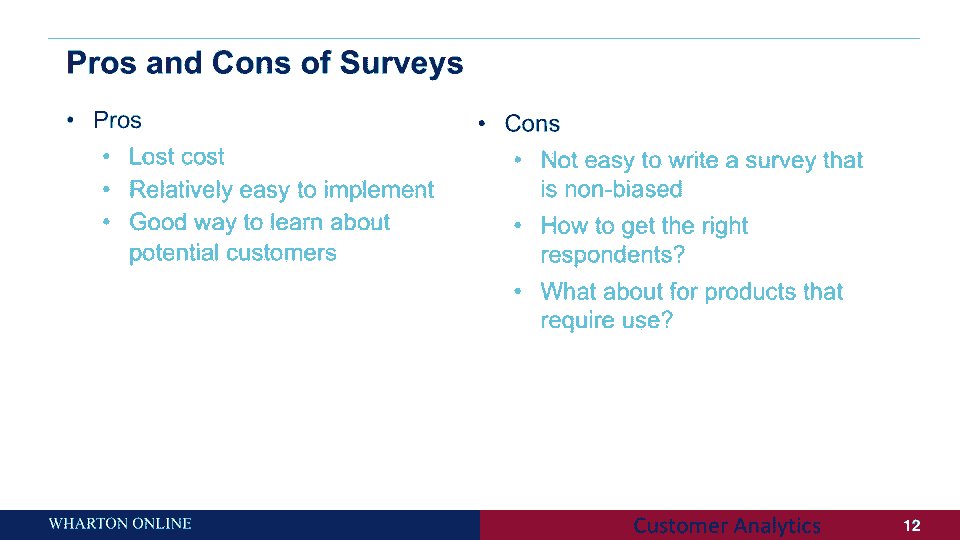 Pros and Cons of Surveys
• Pros
• Lost cost
• Relatively easy to implement
• Good way to learn about
potential customers
• Cons
• Not easy to write a survey that
is non-biased
• How to get the right
respondents?
• What about for products that
require use?
WHARTON ONLINE
Customer Analytics
12